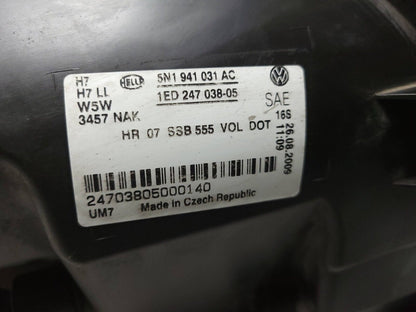 H7
H7 LL
W5W
3457 NAK
HELLA
5N1 941 031 AC
1ED 247 038-05
VW
SAE
HR 07 SSB 555 VOL DOT
16S
26.08.2009
11:09
24703805000140
UM7 Made in Czech Republic